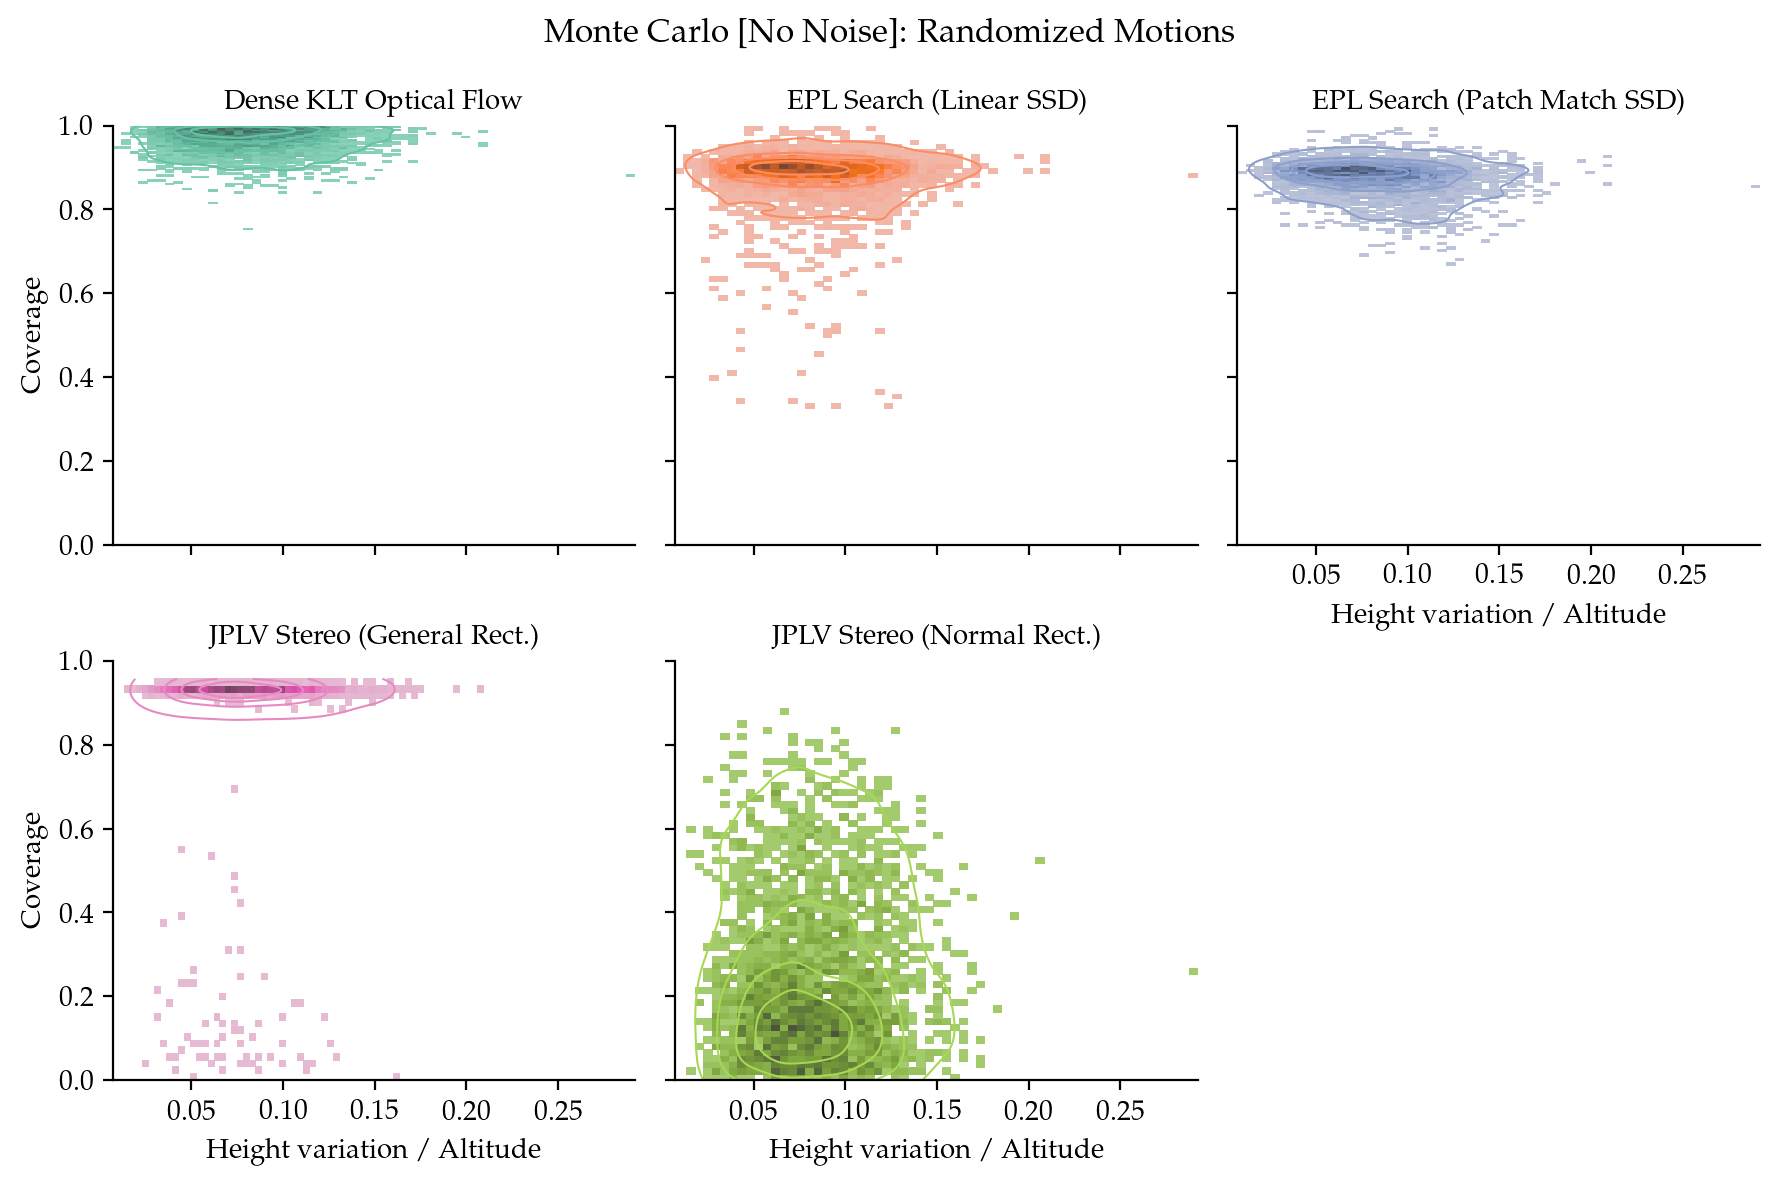 Monte Carlo [No Noise]: Randomized Motions
Dense KLT Optical Flow
EPL Search (Linear SSD)
EPL Search (Patch Match SSD)
Coverage
1.0
0.8
0.6
0.4
0.2
0.0
0.05 0.10 0.15 0.20 0.25
Height variation / Altitude
JPLV Stereo (General Rect.)
JPLV Stereo (Normal Rect.)
Coverage
1.0
0.8
0.6
0.4
0.2
0.0
0.05 0.10 0.15 0.20 0.25
Height variation / Altitude
0.05 0.10 0.15 0.20 0.25
Height variation / Altitude